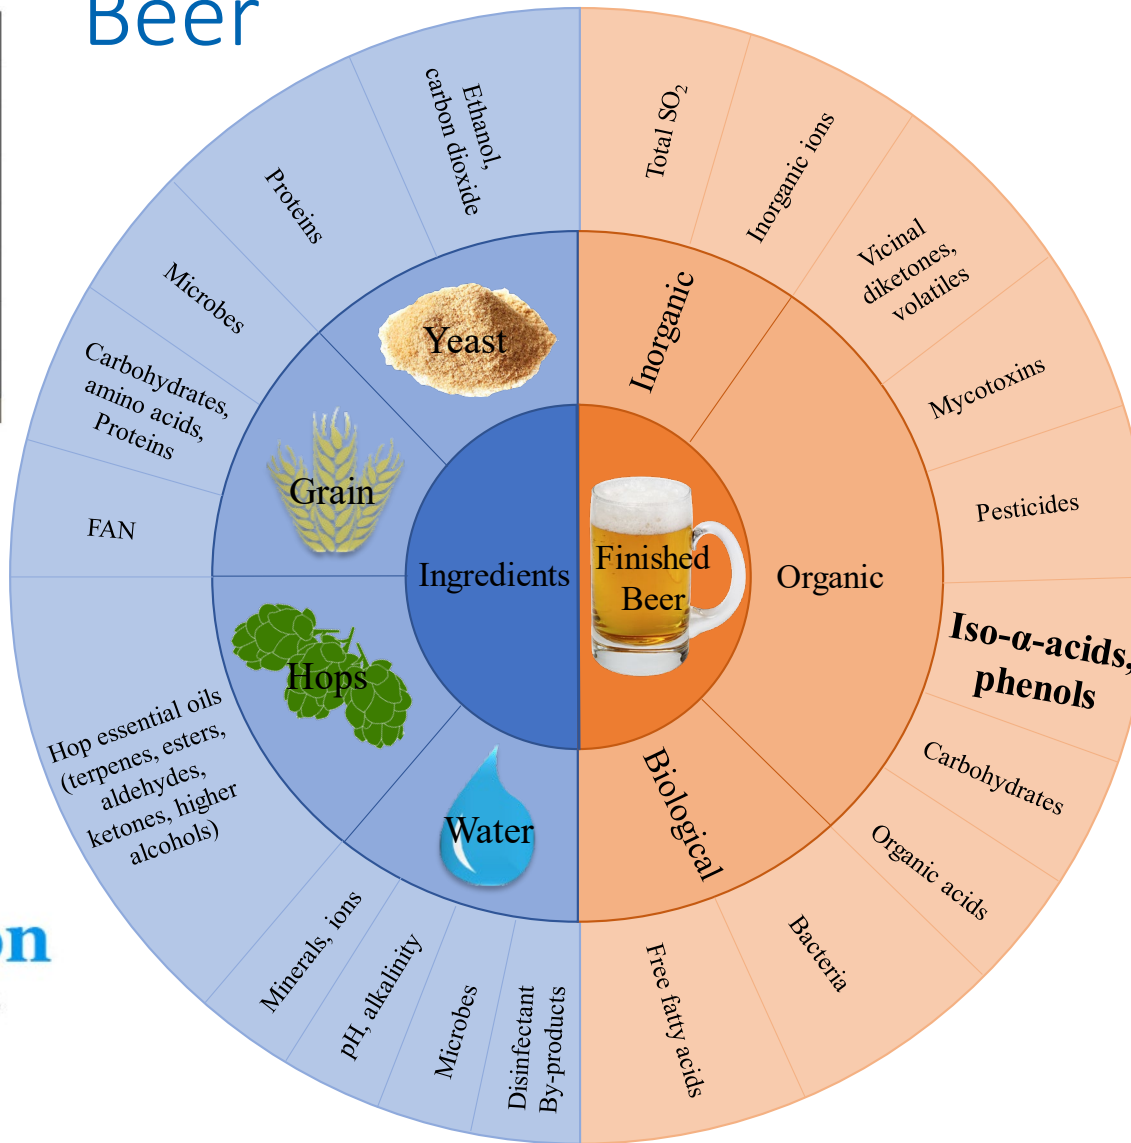 Beer
Ethanol,
carbon dioxide
Proteins
Microbes
Carbohydrates,
amino acids,
Proteins
FAN
Hop essential oils
(terpenes, esters,
aldehydes,
ketones, higher
alcohols)
Minerals, ions
pH, alkalinity
Microbes
Disinfectant
By-products
Yeast
Grain
Hops
Water
Ingredients
Finished
Beer
Inorganic
Organic
Biological
Total SO₂
Inorganic ions
Vicinal
diketones,
volatiles
Mycotoxins
Pesticides
Iso-α-acids,
phenols
Carbohydrates
Organic acids
Bacteria
Free fatty acids